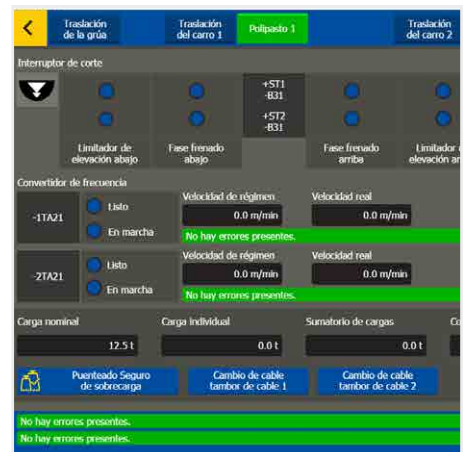 Traslación
de la grúa
Traslación
del carro 1
Polipasto 1
Traslación
del carro 2
Interruptor de corte
+ST1
-B31
+ST2
-B31
Limitador de
elevación abajo
Fase frenado
abajo
Fase frenado
arriba
Limitador
elevación ar
Convertidor de frecuencia
-1TA21
Listo
En marcha
Velocidad de régimen
Velocidad real
0.0 m/min
0.0 m/min
No hay errores presentes.
-2TA21
Listo
En marcha
Velocidad de régimen
Velocidad real
0.0 m/min
0.0 m/min
No hay errores presentes.
Carga nominal
Carga individual
Sumatorio de cargas
Co
12.5 t
0.0 t
0.0 t
Puenteado Seguro
de sobrecarga
Cambio de cable
tambor de cable 1
Cambio de cable
tambor de cable 2
No hay errores presentes.
No hay errores presentes.